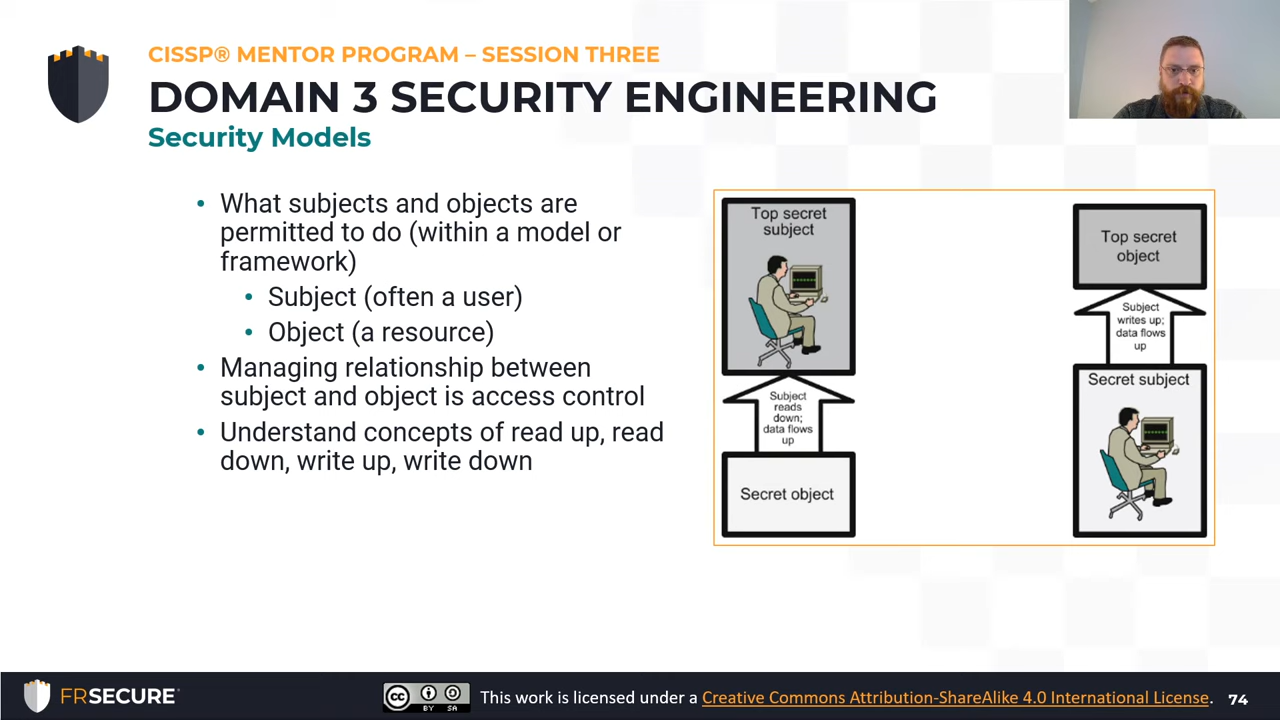 CISSP® MENTOR PROGRAM – SESSION THREE
DOMAIN 3 SECURITY ENGINEERING
Security Models
• What subjects and objects are
permitted to do (within a model or
framework)
• Subject (often a user)
• Object (a resource)
• Managing relationship between
subject and object is access control
• Understand concepts of read up, read
down, write up, write down
Top secret
subject
Subject
reads
down;
data flows
up
Secret object
Top secret
object
Subject
writes up;
data flows
up
Secret subject
FRSECURE
cc
BY SA
This work is licensed under a Creative Commons Attribution-ShareAlike 4.0 International License.
74